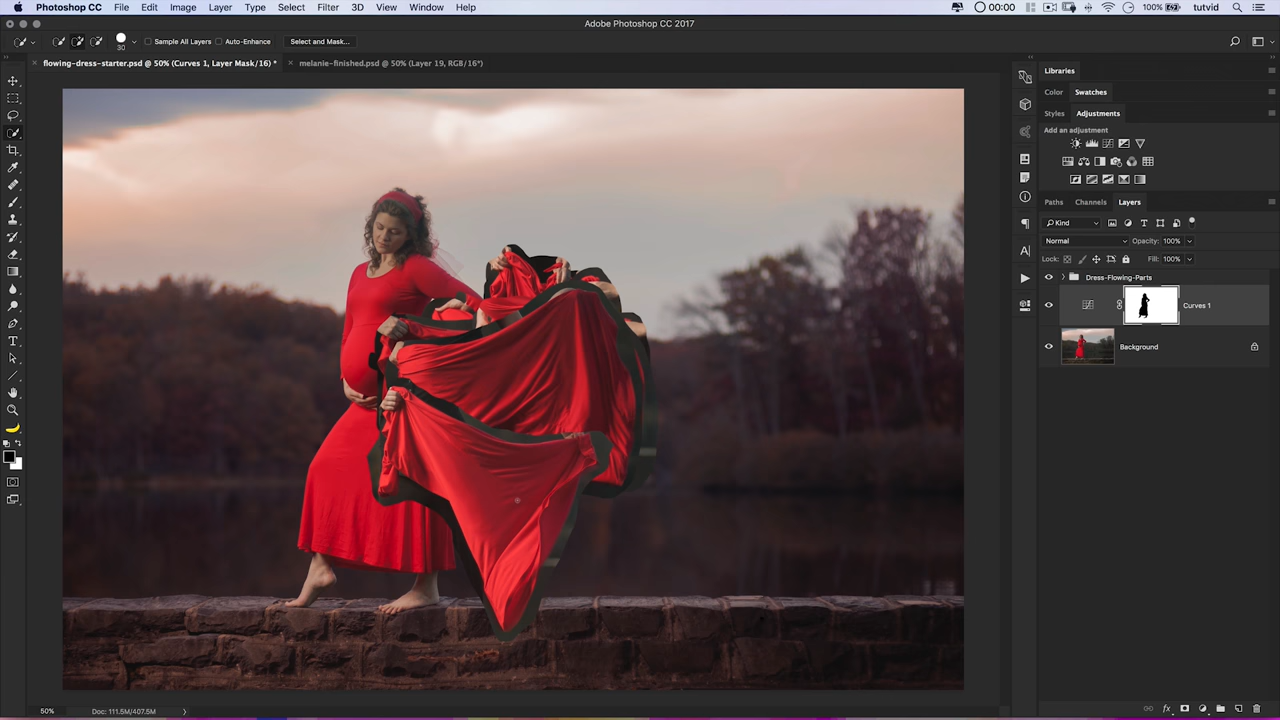 Photoshop CC File Edit Image Layer Type Select Filter 3D View Window Help 00:00 100% tutvid
Adobe Photoshop CC 2017
30 Sample All Layers Auto-Enhance Select and Mask...
× flowing-dress-starter.psd @ 50% (Curves 1, Layer Mask/16) * × melanie-finished.psd @ 50% (Layer 19, RGB/16*)
Libraries
Color Swatches
Styles Adjustments
Add an adjustment
Paths Channels Layers
Kind
Normal Opacity: 100%
Lock: Fill: 100%
Dress-Flowing-Parts
Curves 1
Background
50% Doc: 111.5M/407.5M